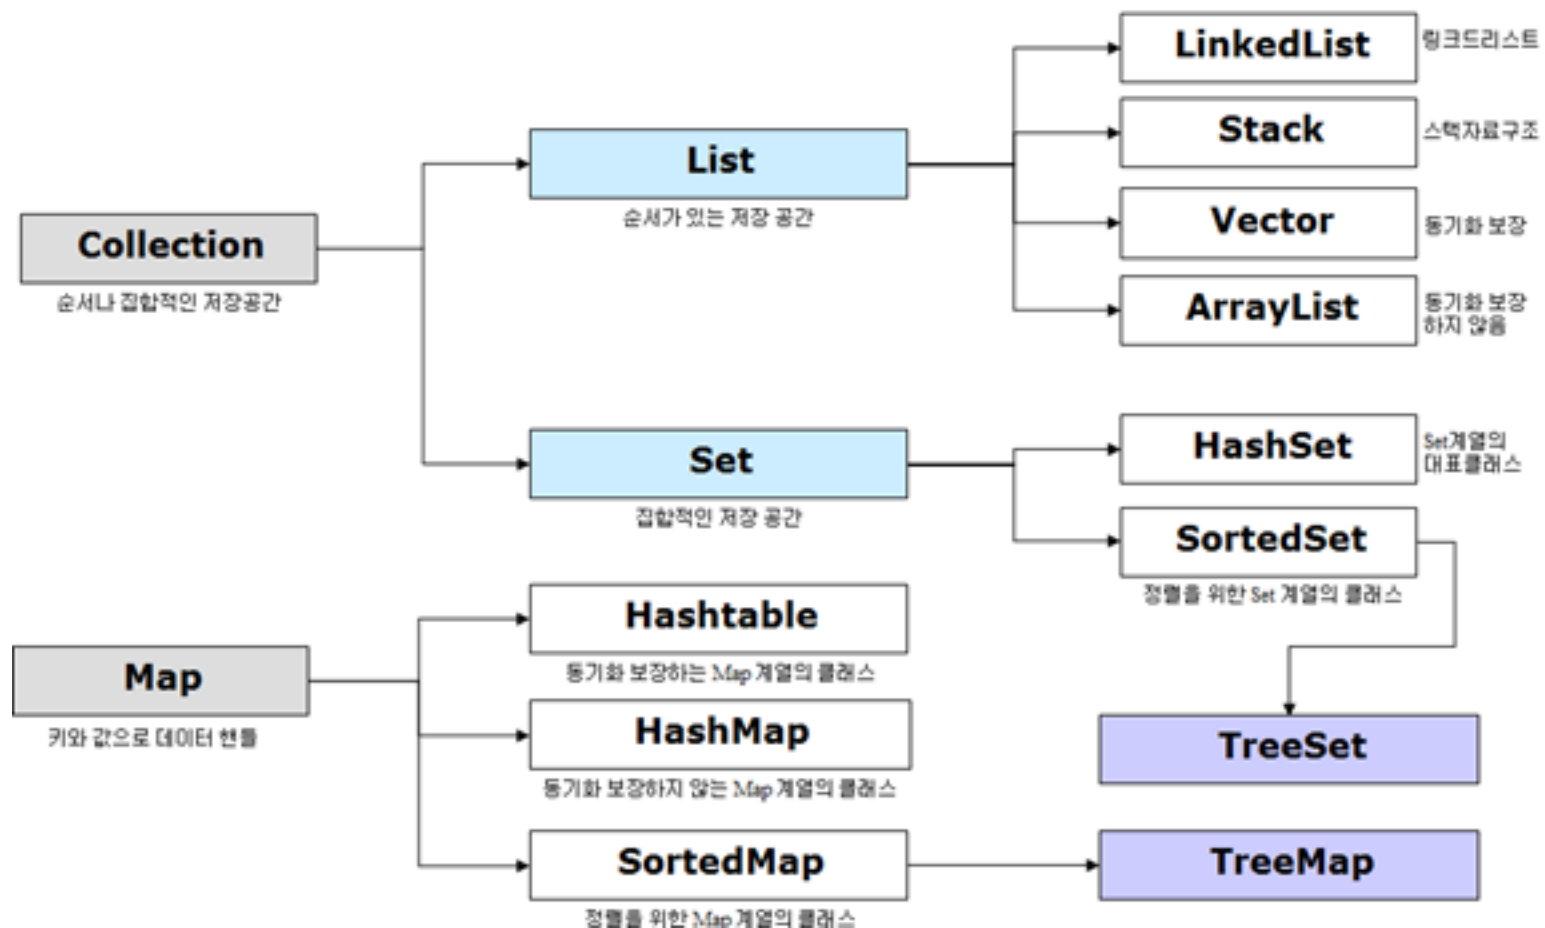 LinkedList
링크드리스트
Stack
스택자료구조
List
순서가 있는 저장 공간
Vector
동기화 보장
Collection
순서나 집합적인 저장공간
ArrayList
동기화 보장
하지 않음
HashSet
Set계열의
대표클래스
Set
집합적인 저장 공간
SortedSet
정렬을 위한 Set 계열의 클래스
Hashtable
동기화 보장하는 Map 계열의 클래스
Map
키와 값으로 데이터 핸들
HashMap
동기화 보장하지 않는 Map 계열의 클래스
TreeSet
SortedMap
정렬을 위한 Map 계열의 클래스
TreeMap